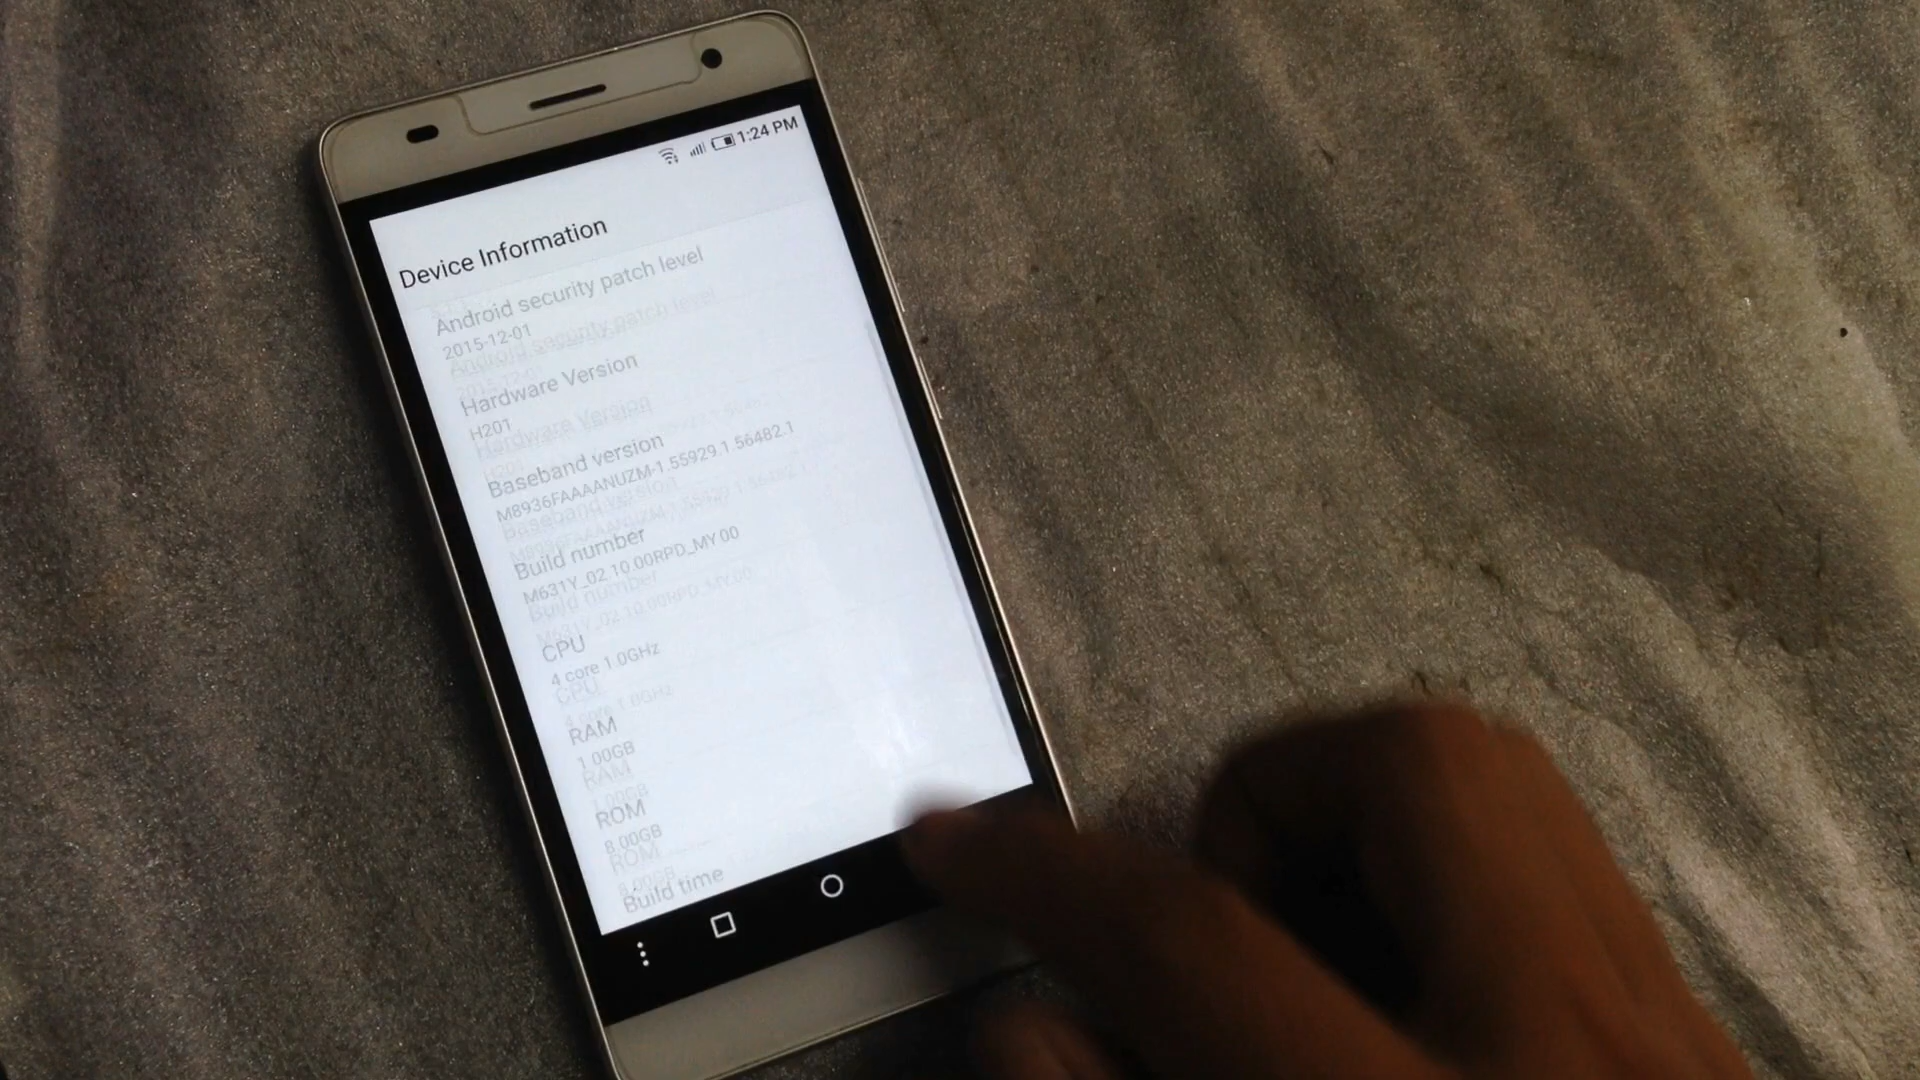 1:24 PM
Device Information
Android security patch level
2015-12-01
Hardware Version
H201
Baseband version
M8936FAAAANUZM-1.55929.1.56482.1
Build number
M631Y_02.10.00RPD_MY.00
CPU
4 core 1.0GHz
RAM
1.00GB
ROM
8.00GB
Build time